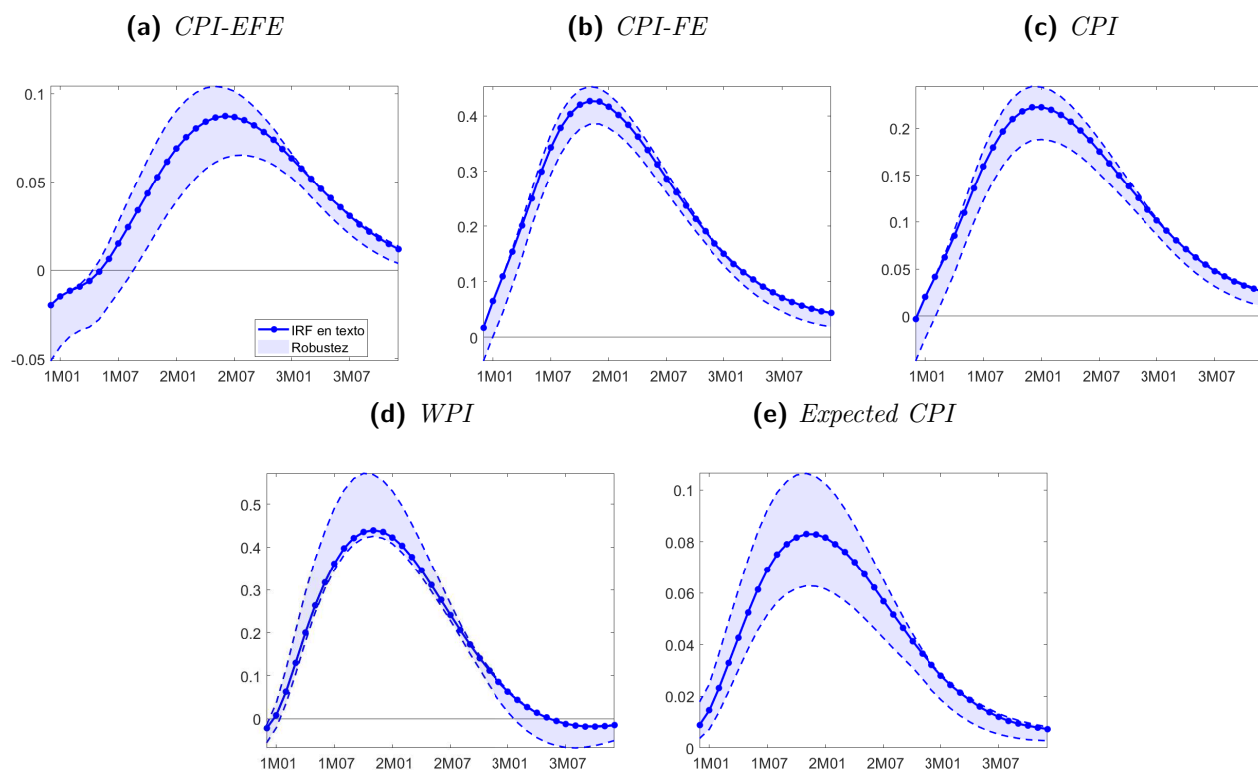 (a) CPI-EFE
(b) CPI-FE
(c) CPI
0.1
0.05
0
-0.05
1M01 1M07 2M01 2M07 3M01 3M07
IRF en texto
Robustez
0.4
0.3
0.2
0.1
0
1M01 1M07 2M01 2M07 3M01 3M07
0.2
0.15
0.1
0.05
0
1M01 1M07 2M01 2M07 3M01 3M07
(d) WPI
(e) Expected CPI
0.5
0.4
0.3
0.2
0.1
0
1M01 1M07 2M01 2M07 3M01 3M07
0.1
0.08
0.06
0.04
0.02
0
1M01 1M07 2M01 2M07 3M01 3M07